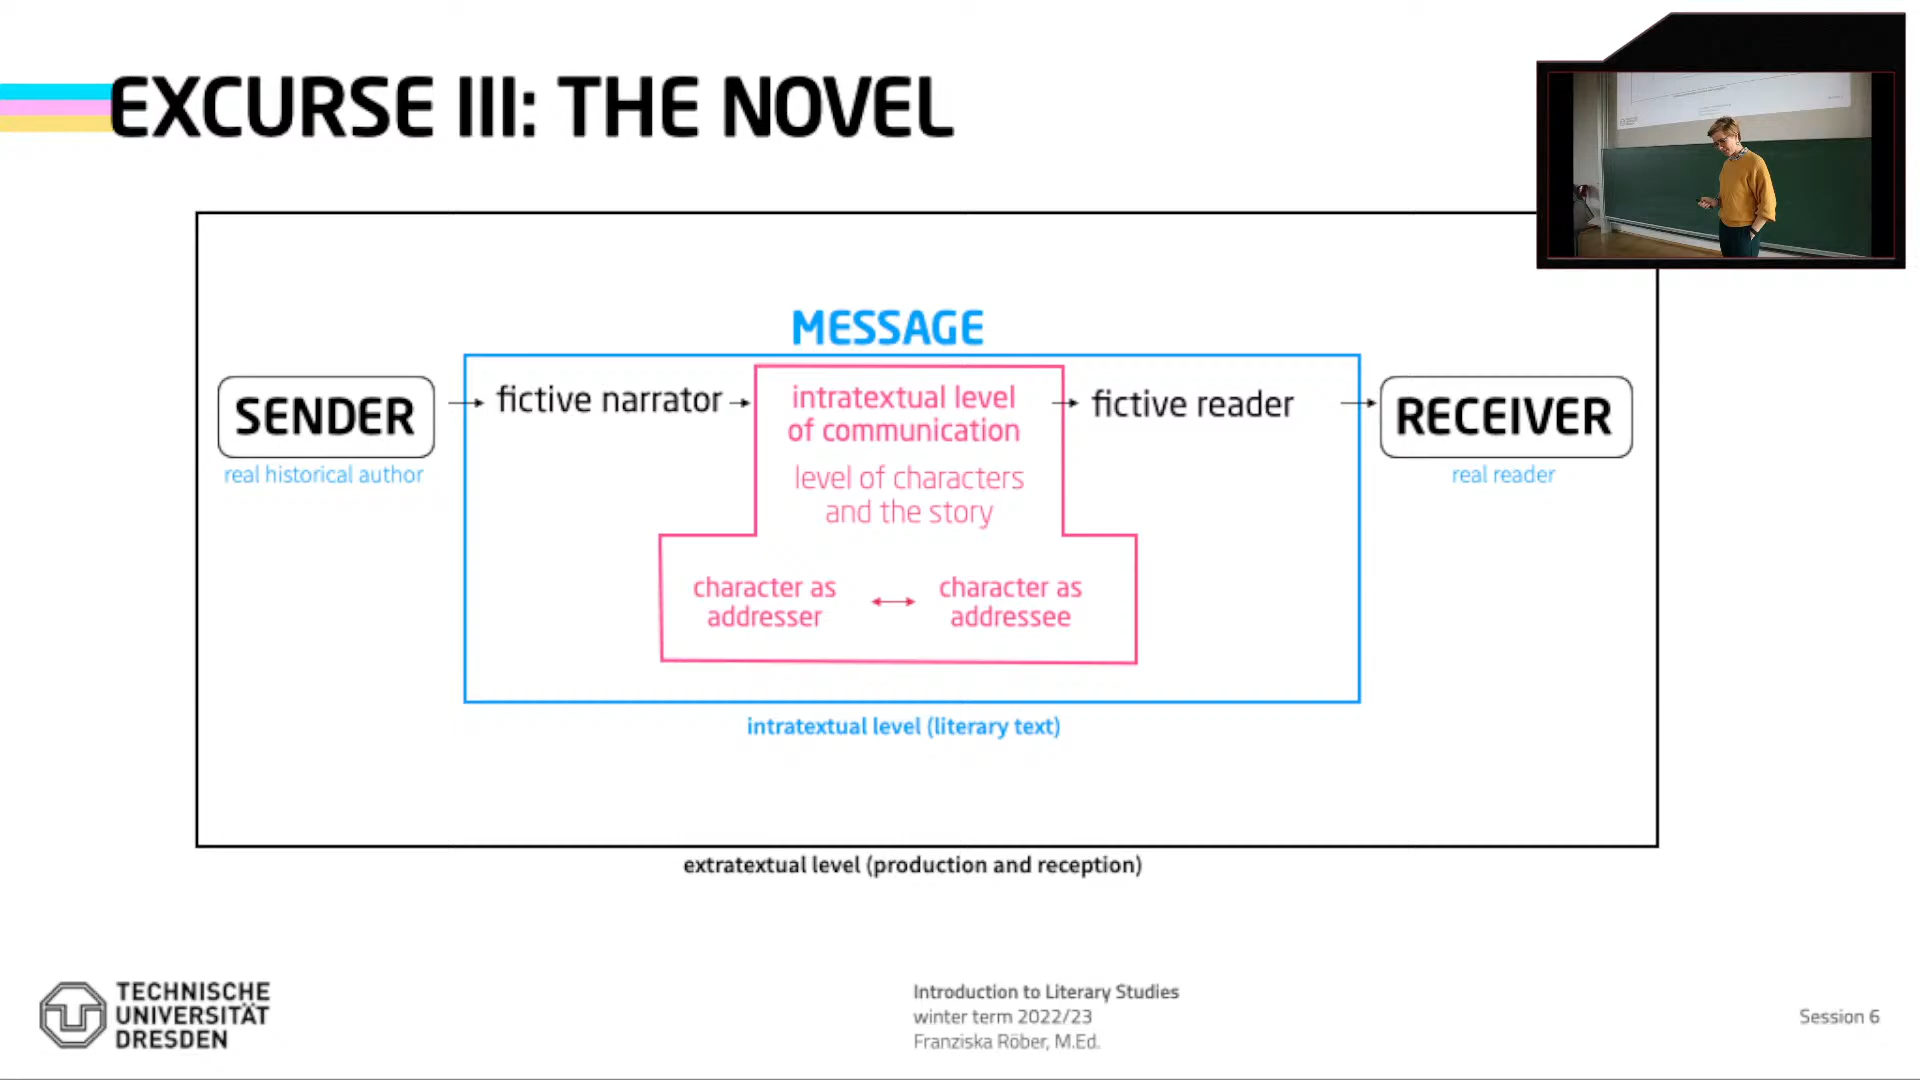 EXCURSE III: THE NOVEL
MESSAGE
SENDER
real historical author
fictive narrator
intratextual level
of communication
level of characters
and the story
fictive reader
RECEIVER
real reader
character as
addresser
character as
addressee
intratextual level (literary text)
extratextual level (production and reception)
TECHNISCHE
UNIVERSITÄT
DRESDEN
Introduction to Literary Studies
winter term 2022/23
Franziska Röber, M.Ed.
Session 6